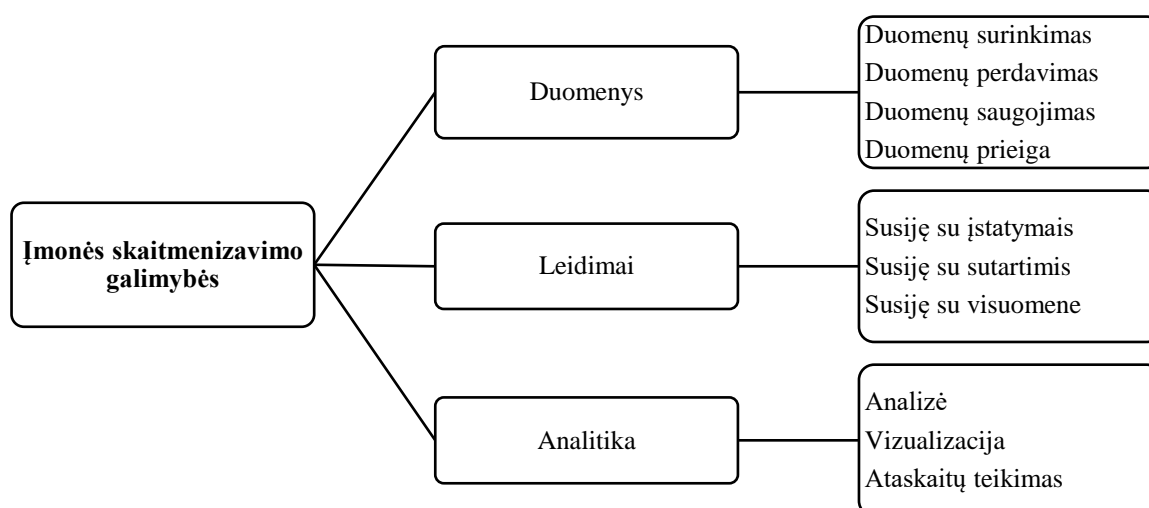 Įmonės skaitmenizavimo
galimybės
Duomenys
Duomenų surinkimas
Duomenų perdavimas
Duomenų saugojimas
Duomenų prieiga
Leidimai
Susiję su įstatymais
Susiję su sutartimis
Susiję su visuomene
Analitika
Analizė
Vizualizacija
Ataskaitų teikimas